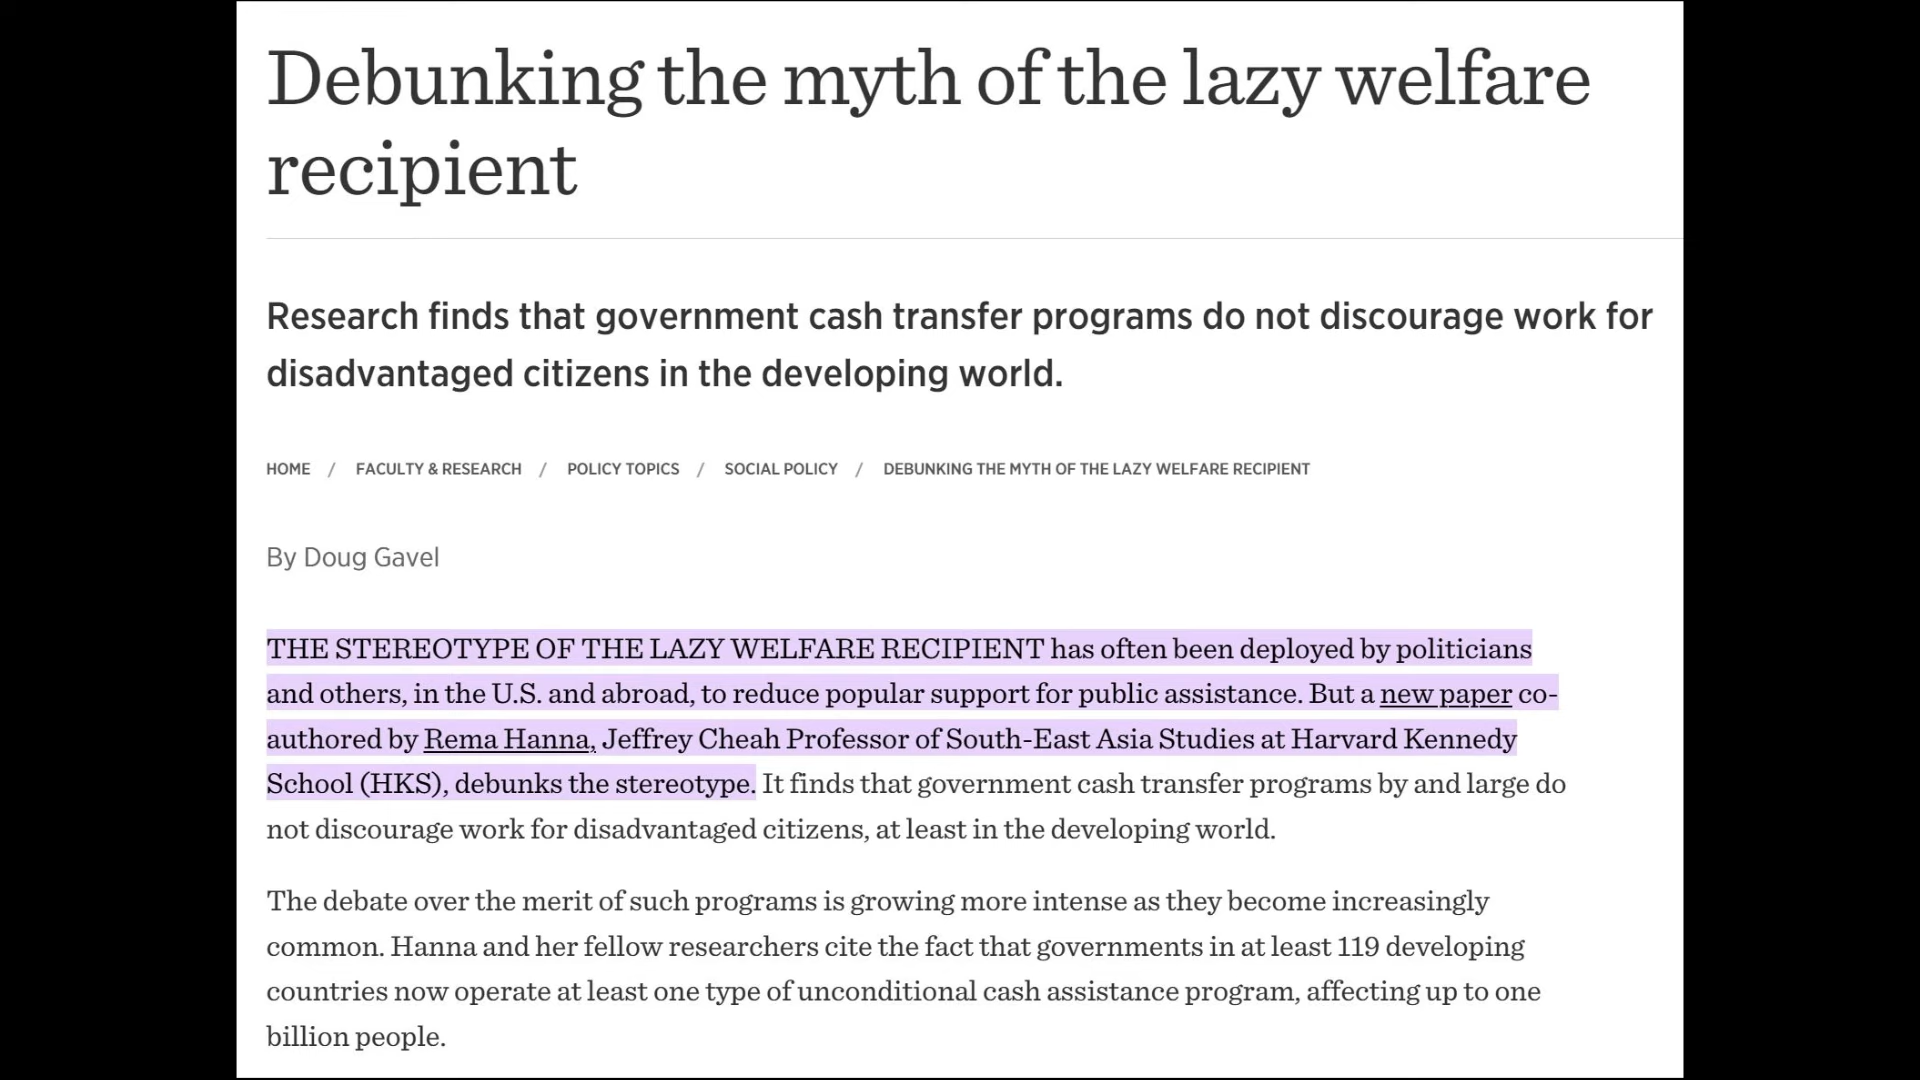 Debunking the myth of the lazy welfare
recipient
Research finds that government cash transfer programs do not discourage work for
disadvantaged citizens in the developing world.
HOME / FACULTY & RESEARCH / POLICY TOPICS / SOCIAL POLICY / DEBUNKING THE MYTH OF THE LAZY WELFARE RECIPIENT
By Doug Gavel
THE STEREOTYPE OF THE LAZY WELFARE RECIPIENT has often been deployed by politicians
and others, in the U.S. and abroad, to reduce popular support for public assistance. But a new paper co-
authored by Rema Hanna, Jeffrey Cheah Professor of South-East Asia Studies at Harvard Kennedy
School (HKS), debunks the stereotype. It finds that government cash transfer programs by and large do
not discourage work for disadvantaged citizens, at least in the developing world.
The debate over the merit of such programs is growing more intense as they become increasingly
common. Hanna and her fellow researchers cite the fact that governments in at least 119 developing
countries now operate at least one type of unconditional cash assistance program, affecting up to one
billion people.